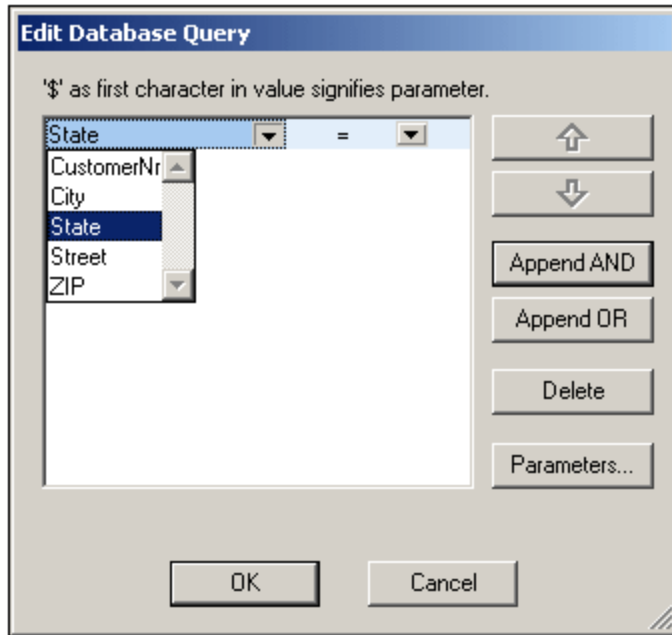 Edit Database Query
'$' as first character in value signifies parameter.
State =
CustomerNr
City
State
Street
ZIP
Append AND
Append OR
Delete
Parameters...
OK Cancel